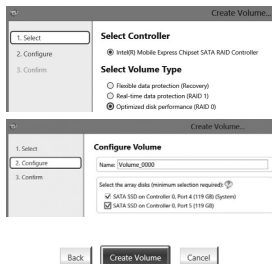 Create Volume...
1. Select
2. Configure
3. Confirm
Select Controller
Intel(R) Mobile Express Chipset SATA RAID Controller
Select Volume Type
Flexible data protection (Recovery)
Real-time data protection (RAID 1)
Optimized disk performance (RAID 0)
Create Volume...
1. Select
2. Configure
3. Confirm
Configure Volume
Name: Volume_0000
Select the array disks (minimum selection required):
SATA SSD on Controller 0, Port 4 (119 GB) (System)
SATA SSD on Controller 0, Port 5 (119 GB)
Back
Create Volume
Cancel